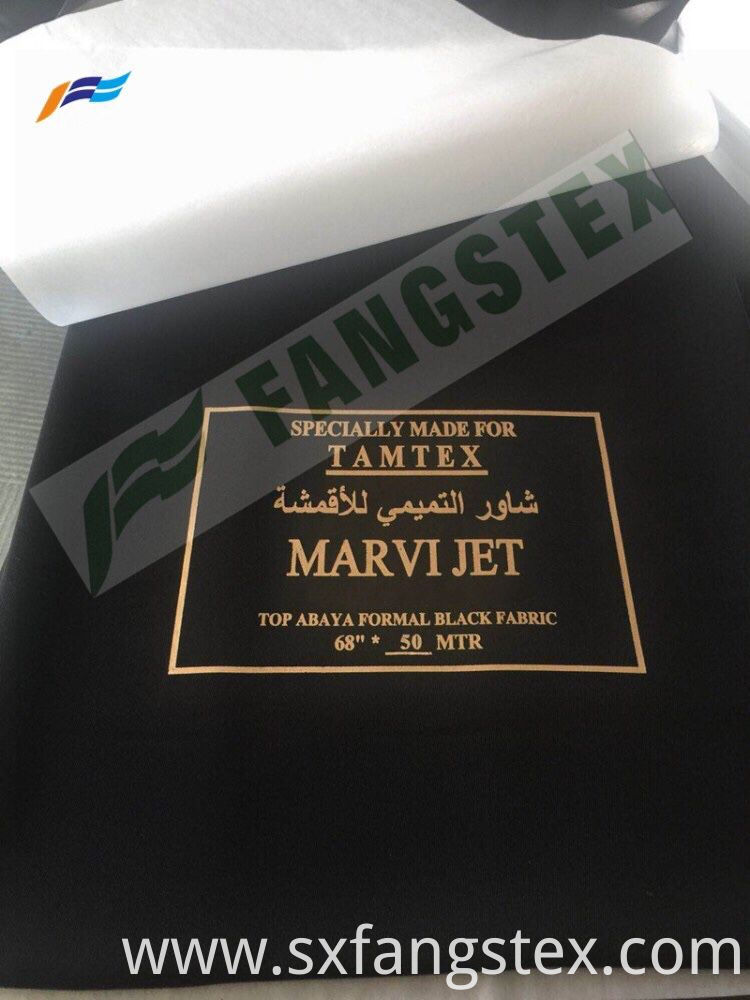 FANGSTEX
SPECIALLY MADE FOR
TAMTEX
شاور التميمي للأقمشة
MARVI JET
TOP ABAYA FORMAL BLACK FABRIC
68" * 50 MTR
www.sxfangstex.com